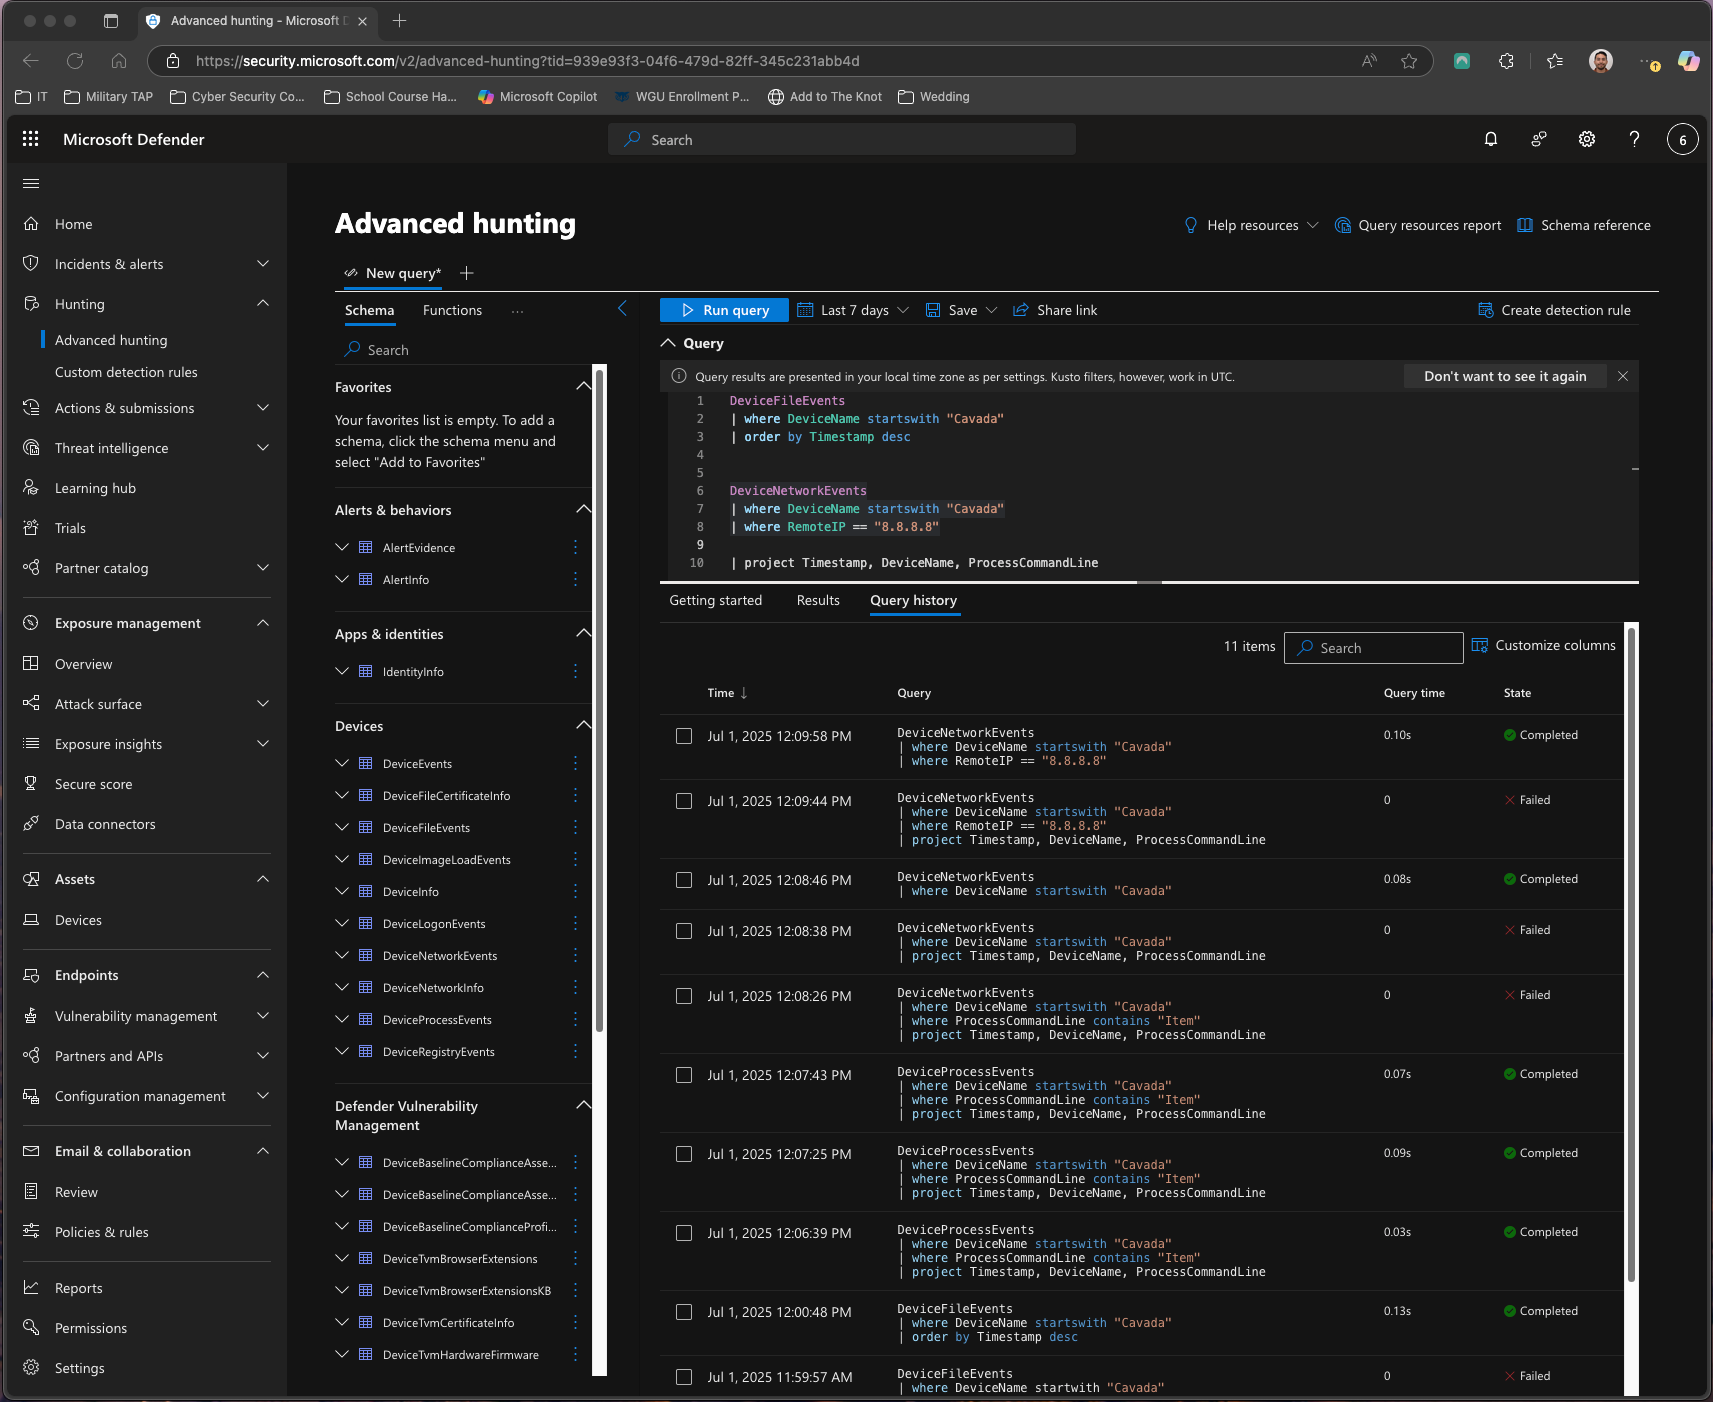 Advanced hunting - Microsoft D
https://security.microsoft.com/v2/advanced-hunting?tid=939e93f3-04f6-479d-82ff-345c231abb4d
IT
Military TAP
Cyber Security Co...
School Course Ha...
Microsoft Copilot
WGU Enrollment P...
Add to The Knot
Wedding
Microsoft Defender
Search
6
Home
Incidents & alerts
Hunting
Advanced hunting
Custom detection rules
Actions & submissions
Threat intelligence
Learning hub
Trials
Partner catalog
Exposure management
Overview
Attack surface
Exposure insights
Secure score
Data connectors
Assets
Devices
Endpoints
Vulnerability management
Partners and APIs
Configuration management
Email & collaboration
Review
Policies & rules
Reports
Permissions
Settings
Advanced hunting
Help resources
Query resources report
Schema reference
New query*
Schema
Functions
...
Search
Favorites
Your favorites list is empty. To add a
schema, click the schema menu and
select "Add to Favorites"
Alerts & behaviors
AlertEvidence
AlertInfo
Apps & identities
IdentityInfo
Devices
DeviceEvents
DeviceFileCertificateInfo
DeviceFileEvents
DeviceImageLoadEvents
DeviceInfo
DeviceLogonEvents
DeviceNetworkEvents
DeviceNetworkInfo
DeviceProcessEvents
DeviceRegistryEvents
Defender Vulnerability
Management
DeviceBaselineComplianceAsse...
DeviceBaselineComplianceAsse...
DeviceBaselineComplianceProfi...
DeviceTvmBrowserExtensions
DeviceTvmBrowserExtensionsKB
DeviceTvmCertificateInfo
DeviceTvmHardwareFirmware
Run query
Last 7 days
Save
Share link
Create detection rule
Query
Query results are presented in your local time zone as per settings. Kusto filters, however, work in UTC.
Don't want to see it again
1 DeviceFileEvents
2 | where DeviceName startswith "Cavada"
3 | order by Timestamp desc
4
5
6 DeviceNetworkEvents
7 | where DeviceName startswith "Cavada"
8 | where RemoteIP == "8.8.8.8"
9
10 | project Timestamp, DeviceName, ProcessCommandLine
Getting started
Results
Query history
11 items
Search
Customize columns
Time ↓
Query
Query time
State
Jul 1, 2025 12:09:58 PM
DeviceNetworkEvents
| where DeviceName startswith "Cavada"
| where RemoteIP == "8.8.8.8"
0.10s
Completed
Jul 1, 2025 12:09:44 PM
DeviceNetworkEvents
| where DeviceName startswith "Cavada"
| where RemoteIP == "8.8.8.8"
| project Timestamp, DeviceName, ProcessCommandLine
0
Failed
Jul 1, 2025 12:08:46 PM
DeviceNetworkEvents
| where DeviceName startswith "Cavada"
0.08s
Completed
Jul 1, 2025 12:08:38 PM
DeviceNetworkEvents
| where DeviceName startswith "Cavada"
| project Timestamp, DeviceName, ProcessCommandLine
0
Failed
Jul 1, 2025 12:08:26 PM
DeviceNetworkEvents
| where DeviceName startswith "Cavada"
| where ProcessCommandLine contains "Item"
| project Timestamp, DeviceName, ProcessCommandLine
0
Failed
Jul 1, 2025 12:07:43 PM
DeviceProcessEvents
| where DeviceName startswith "Cavada"
| where ProcessCommandLine contains "Item"
| project Timestamp, DeviceName, ProcessCommandLine
0.07s
Completed
Jul 1, 2025 12:07:25 PM
DeviceProcessEvents
| where DeviceName startswith "Cavada"
| where ProcessCommandLine contains "Item"
| project Timestamp, DeviceName, ProcessCommandLine
0.09s
Completed
Jul 1, 2025 12:06:39 PM
DeviceProcessEvents
| where DeviceName startswith "Cavada"
| where ProcessCommandLine contains "Item"
| project Timestamp, DeviceName, ProcessCommandLine
0.03s
Completed
Jul 1, 2025 12:00:48 PM
DeviceFileEvents
| where DeviceName startswith "Cavada"
| order by Timestamp desc
0.13s
Completed
Jul 1, 2025 11:59:57 AM
DeviceFileEvents
| where DeviceName startwith "Cavada"
0
Failed